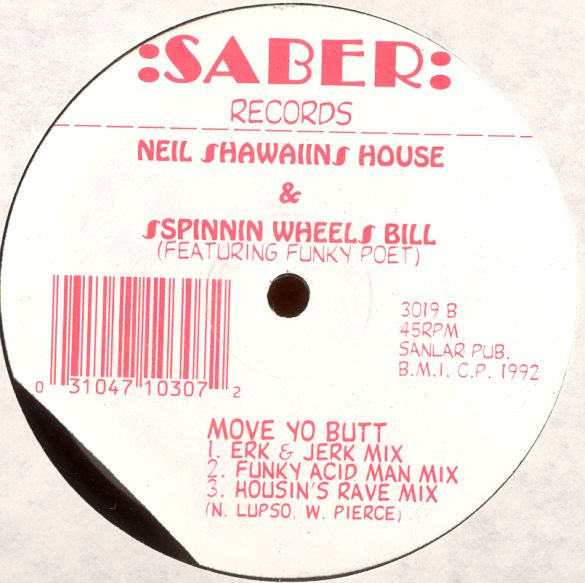 :SABER:
RECORDS
NEIL SHAWAIINS HOUSE
&
SSPINNIN WHEELS BILL
(FEATURING FUNKY POET)
3019 B
45RPM
SANLAR PUB.
B.M.I. C.P. 1992
0 31047 10307 2
MOVE YO BUTT
1. ERK & JERK MIX
2. FUNKY ACID MAN MIX
3. HOUSIN'S RAVE MIX
(N. LUPSO, W. PIERCE)